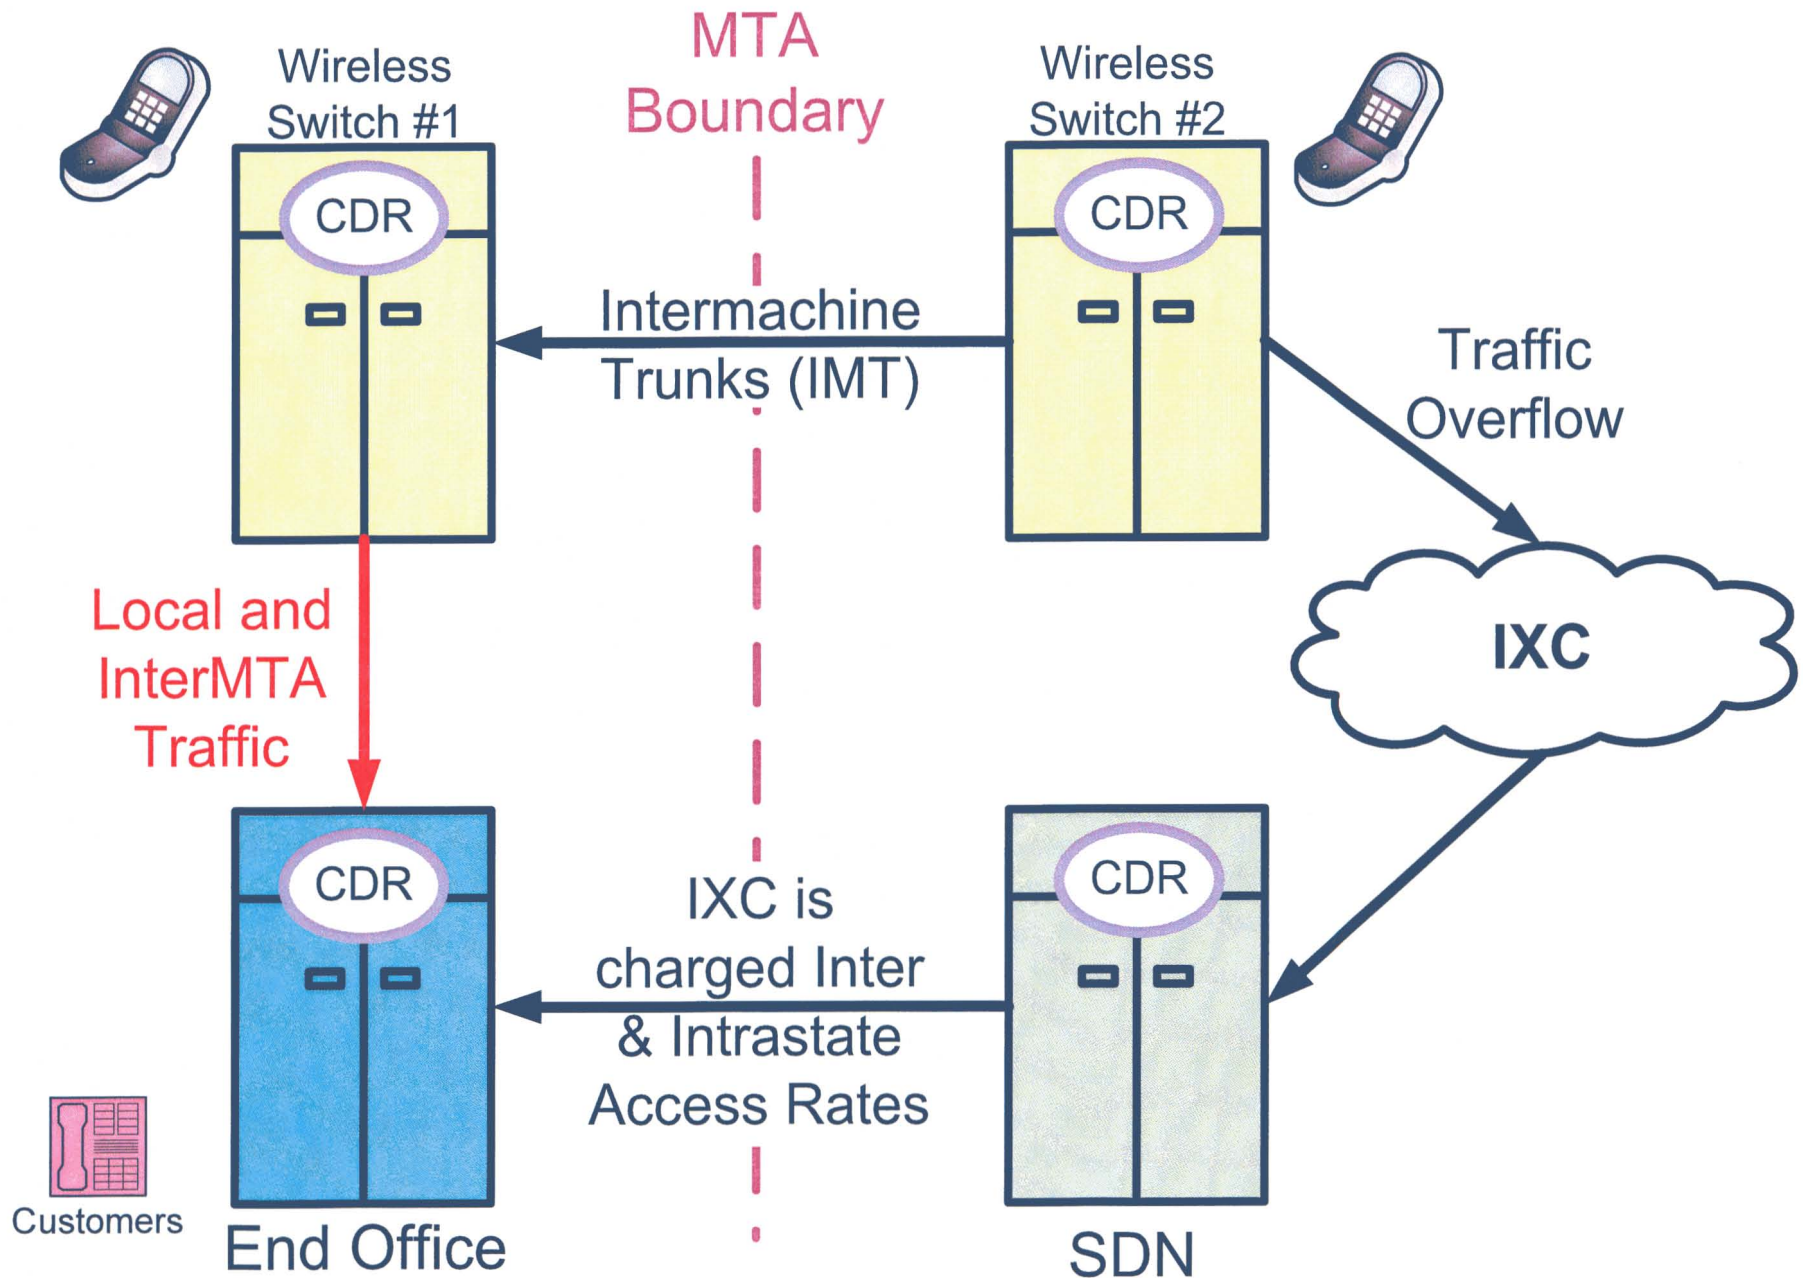 MTA
Boundary
Wireless
Switch #1
Wireless
Switch #2
CDR
CDR
Intermachine
Trunks (IMT)
Traffic
Overflow
IXC
Local and
InterMTA
Traffic
CDR
CDR
IXC is
charged Inter
& Intrastate
Access Rates
Customers
End Office
SDN